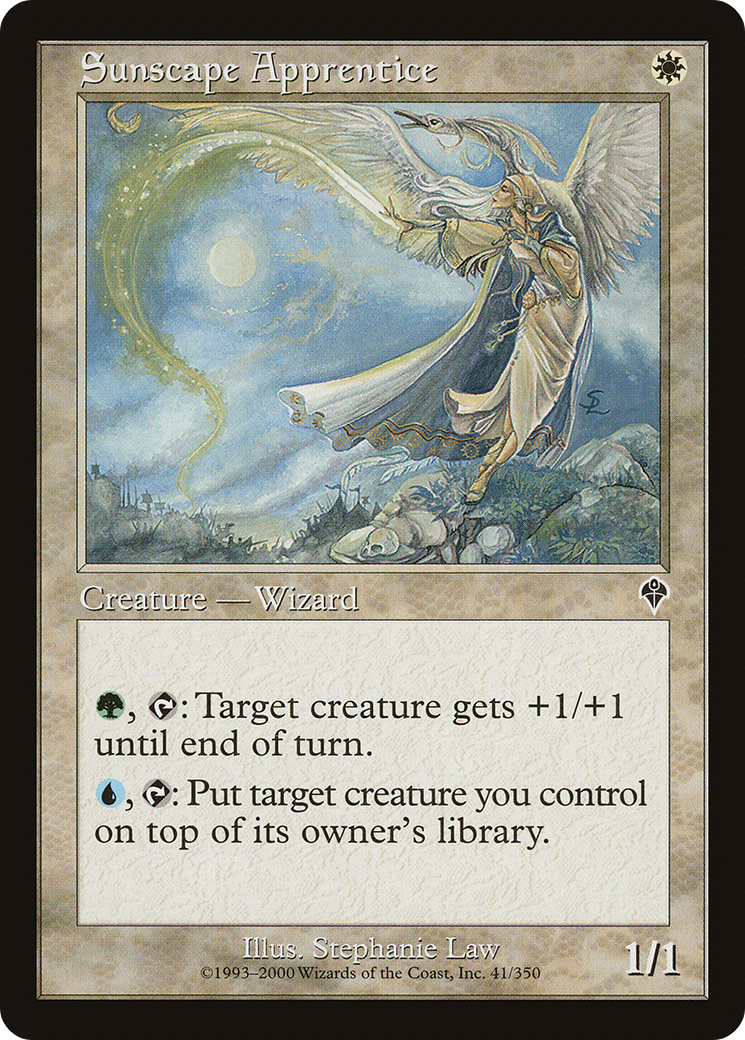 Sunscape Apprentice
SL
Creature — Wizard
, : Target creature gets +1/+1
until end of turn.
, : Put target creature you control
on top of its owner's library.
Illus. Stephanie Law
©1993–2000 Wizards of the Coast, Inc. 41/350
1/1